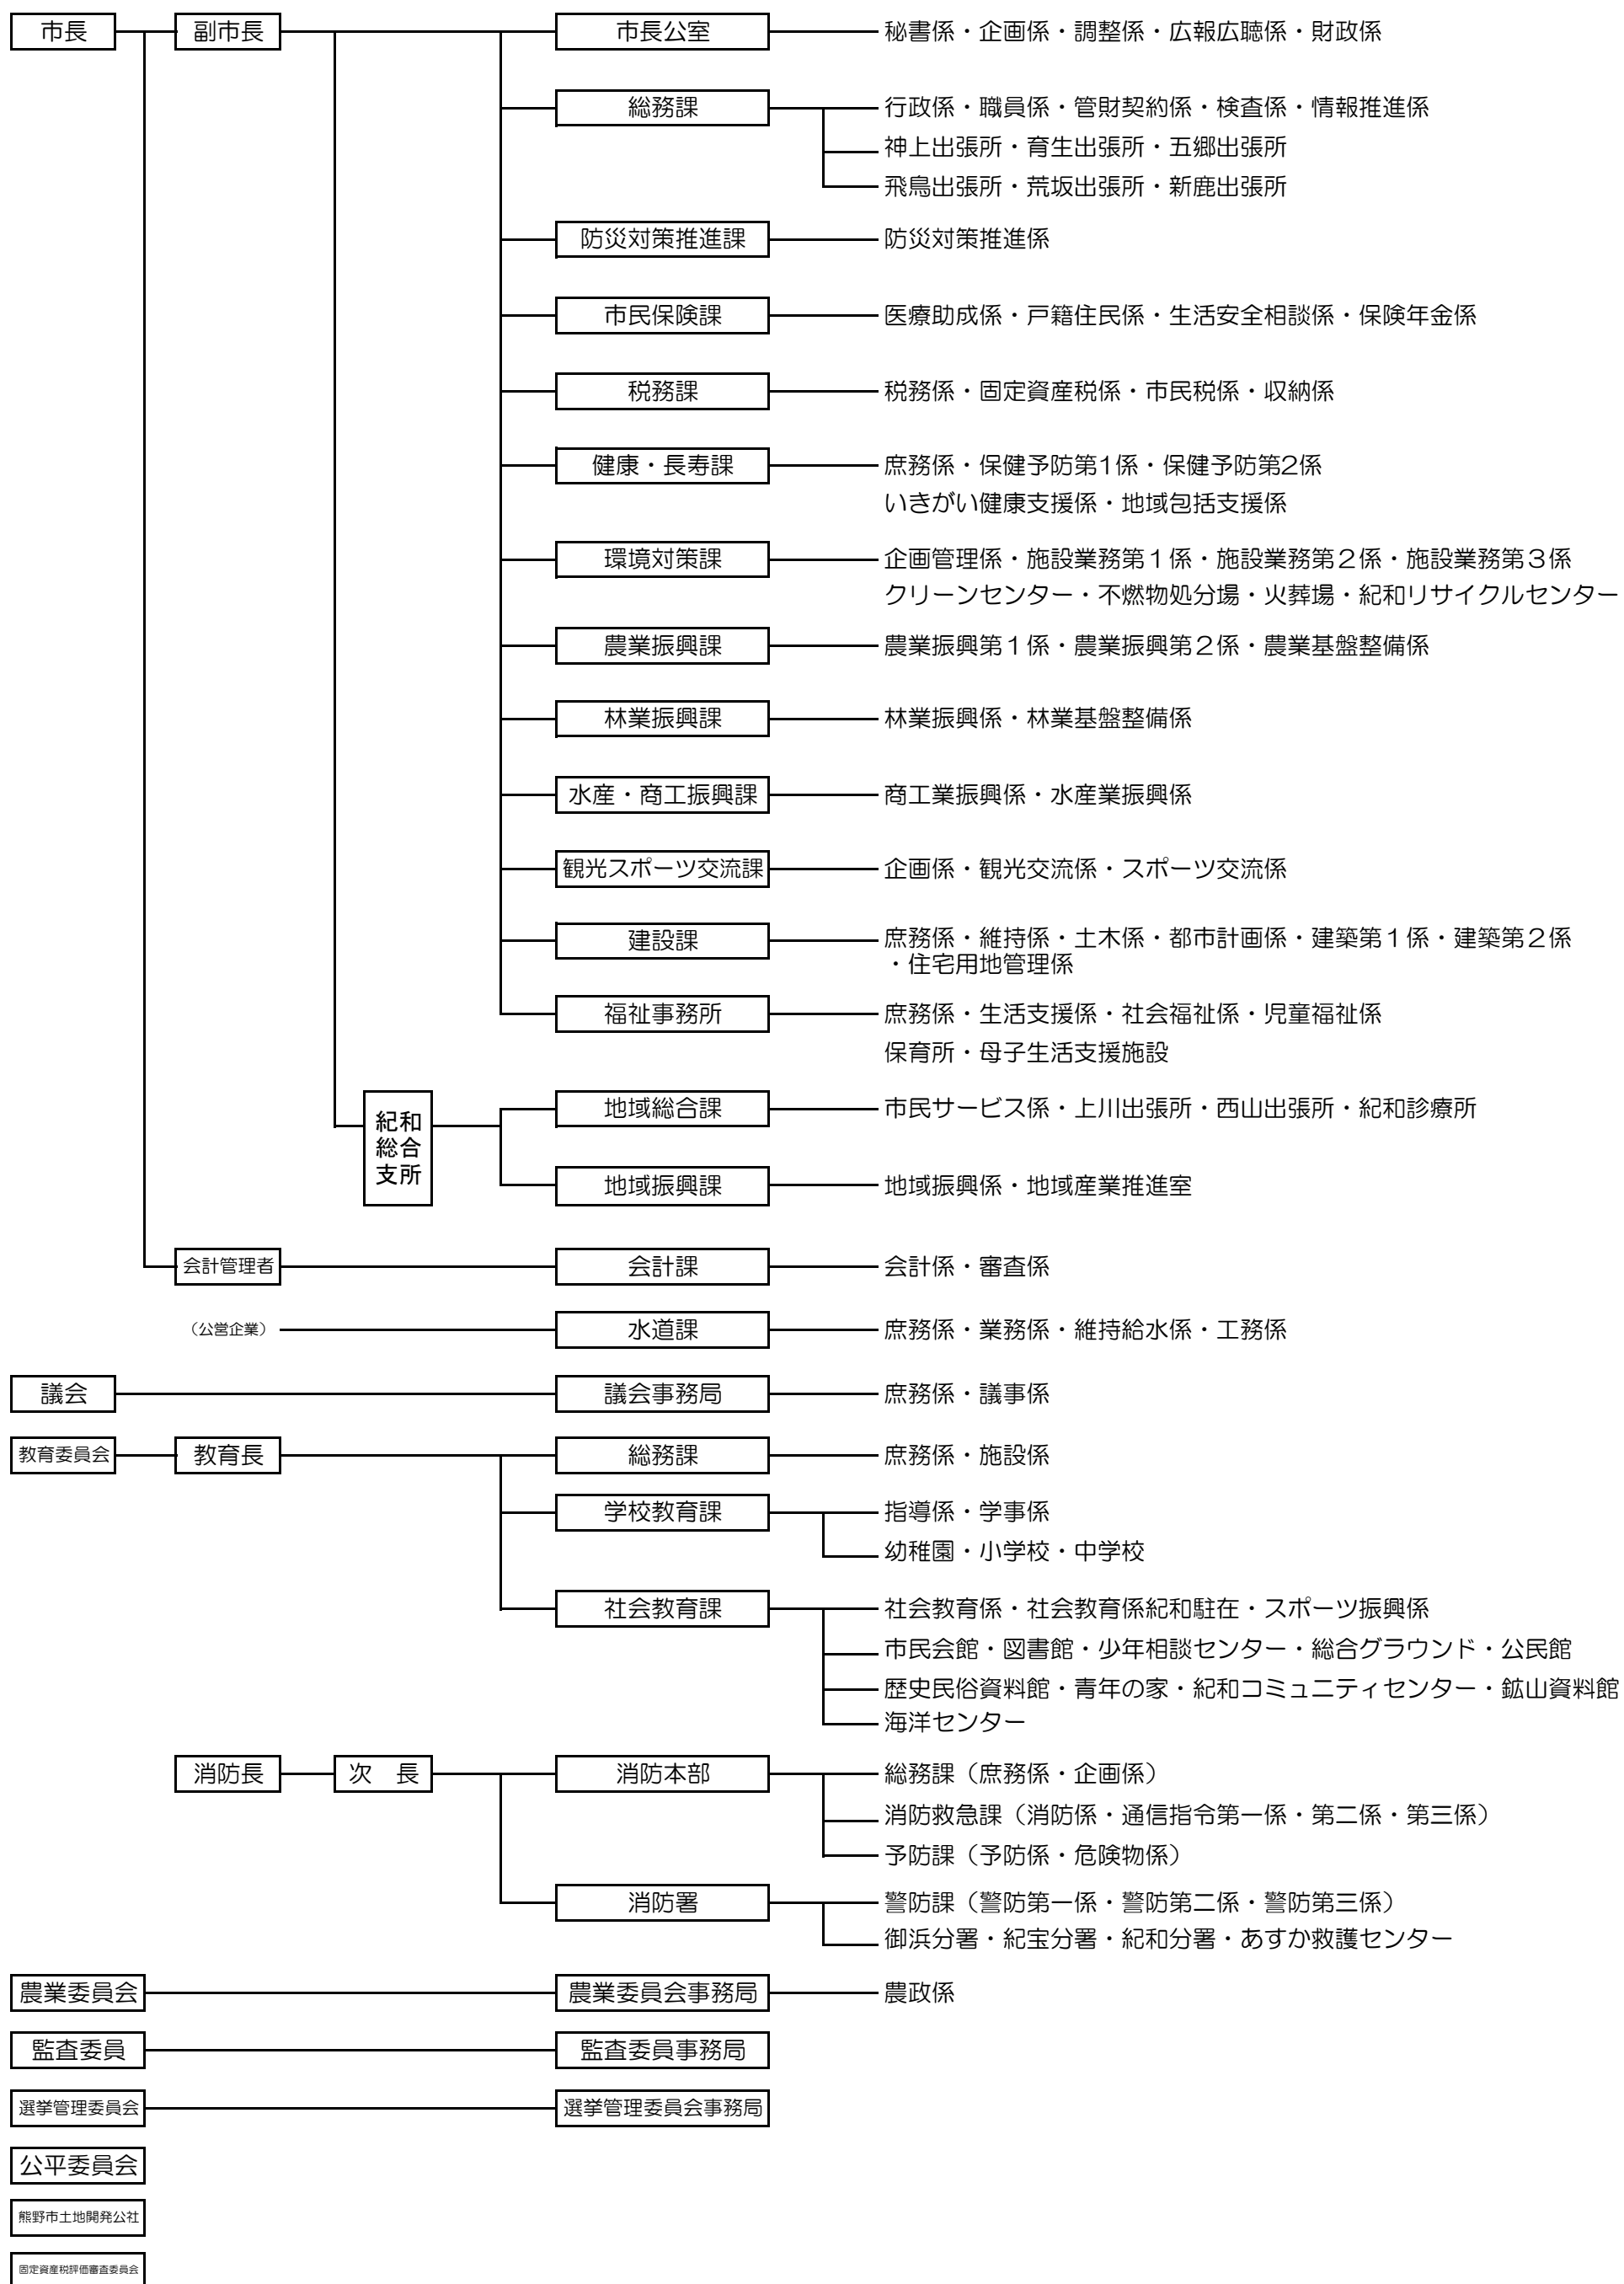 市長 副市長 市長公室 秘書係・企画係・調整係・広報広聴係・財政係
総務課 行政係・職員係・管財契約係・検査係・情報推進係
神上出張所・育生出張所・五郷出張所
飛鳥出張所・荒坂出張所・新鹿出張所
防災対策推進課 防災対策推進係
市民保険課 医療助成係・戸籍住民係・生活安全相談係・保険年金係
税務課 税務係・固定資産税係・市民税係・収納係
健康・長寿課 庶務係・保健予防第1係・保健予防第2係
いきがい健康支援係・地域包括支援係
環境対策課 企画管理係・施設業務第１係・施設業務第２係・施設業務第３係
クリーンセンター・不燃物処分場・火葬場・紀和リサイクルセンター
農業振興課 農業振興第１係・農業振興第２係・農業基盤整備係
林業振興課 林業振興係・林業基盤整備係
水産・商工振興課 商工業振興係・水産業振興係
観光スポーツ交流課 企画係・観光交流係・スポーツ交流係
建設課 庶務係・維持係・土木係・都市計画係・建築第１係・建築第２係
・住宅用地管理係
福祉事務所 庶務係・生活支援係・社会福祉係・児童福祉係
保育所・母子生活支援施設
紀和
総合
支所
地域総合課 市民サービス係・上川出張所・西山出張所・紀和診療所
地域振興課 地域振興係・地域産業推進室
会計管理者 会計課 会計係・審査係
（公営企業） 水道課 庶務係・業務係・維持給水係・工務係
議会 議会事務局 庶務係・議事係
教育委員会 教育長 総務課 庶務係・施設係
学校教育課 指導係・学事係
幼稚園・小学校・中学校
社会教育課 社会教育係・社会教育係紀和駐在・スポーツ振興係
市民会館・図書館・少年相談センター・総合グラウンド・公民館
歴史民俗資料館・青年の家・紀和コミュニティセンター・鉱山資料館
海洋センター
消防長 次　長 消防本部 総務課（庶務係・企画係）
消防救急課（消防係・通信指令第一係・第二係・第三係）
予防課（予防係・危険物係）
消防署 警防課（警防第一係・警防第二係・警防第三係）
御浜分署・紀宝分署・紀和分署・あすか救護センター
農業委員会 農業委員会事務局 農政係
監査委員 監査委員事務局
選挙管理委員会 選挙管理委員会事務局
公平委員会
熊野市土地開発公社
固定資産税評価審査委員会